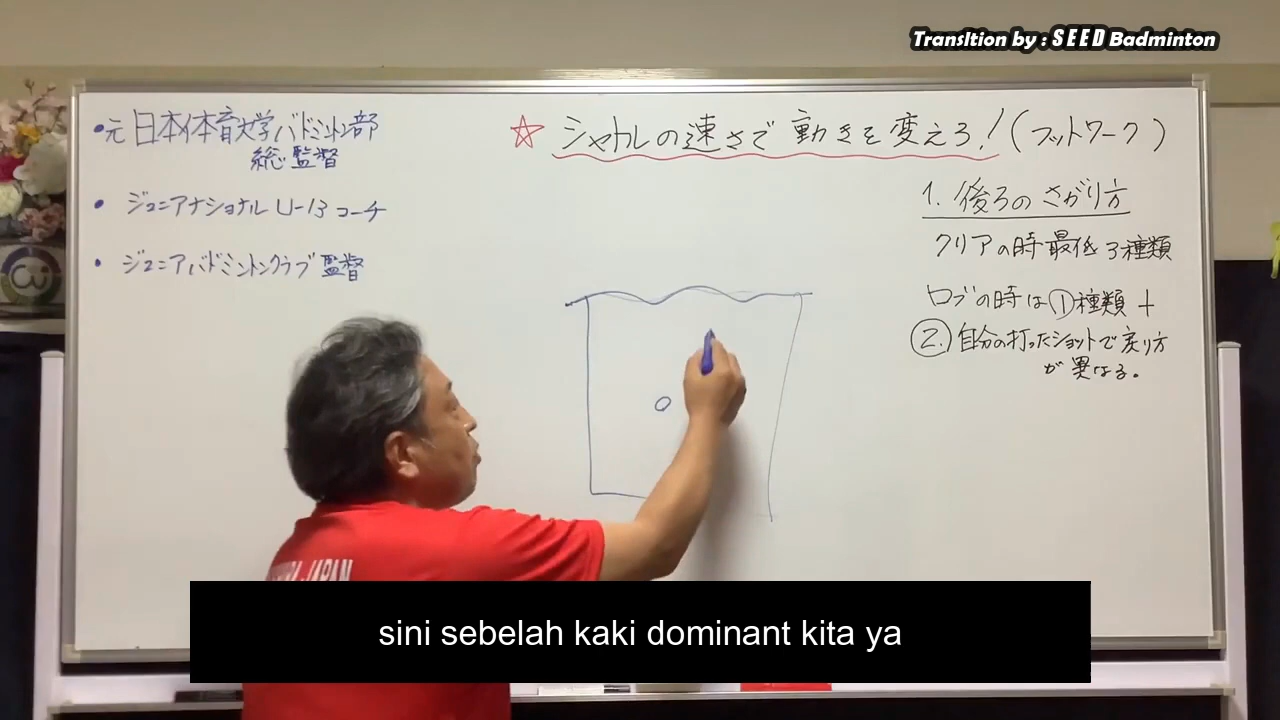 Transltion by : SEED Badminton
•元 日本体育大学バドミントン部
総監督
• ジュニアナショナル U-13 コーチ
• ジュニアバドミントンクラブ 監督
☆ シャトルの速さで 動きを変えろ!(フットワーク)
1. 後ろの さがり方
クリアの時 最低 3種類
ロブの時は ① 種類 +
②. 自分の打ったショットで 戻り方
が 異なる。
JAPAN
sini sebelah kaki dominant kita ya